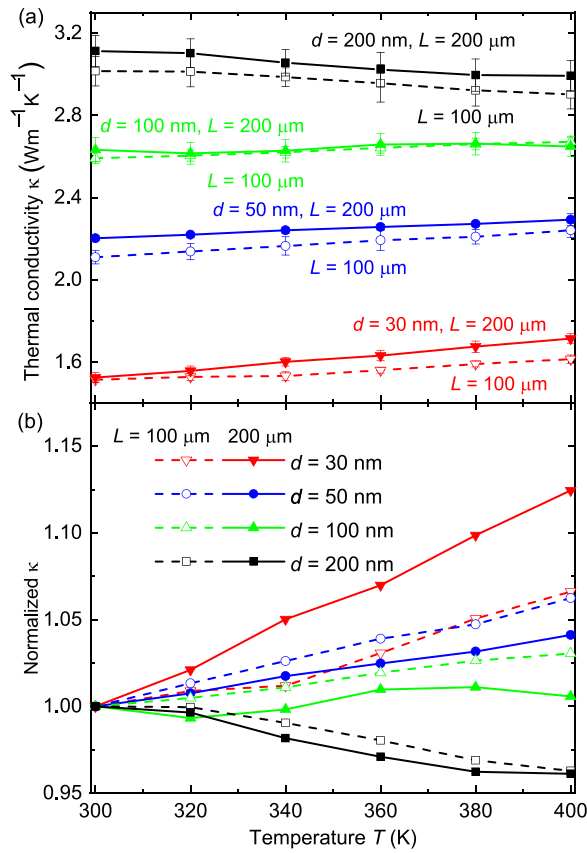 (a)
3.0
2.6
2.2
1.8
1.6
Thermal conductivity κ (Wm⁻¹K⁻¹)
d = 200 nm, L = 200 μm
L = 100 μm
d = 100 nm, L = 200 μm
L = 100 μm
d = 50 nm, L = 200 μm
L = 100 μm
d = 30 nm, L = 200 μm
L = 100 μm
(b)
1.15
1.10
1.05
1.00
0.95
Normalized κ
L = 100 μm 200 μm
d = 30 nm
d = 50 nm
d = 100 nm
d = 200 nm
300 320 340 360 380 400
Temperature T (K)